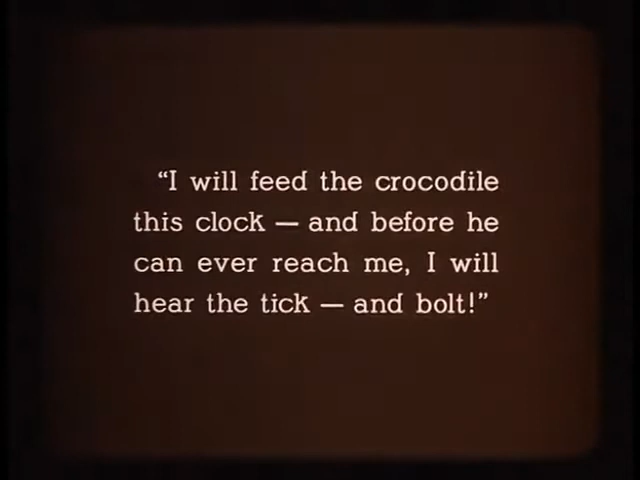 “I will feed the crocodile
this clock — and before he
can ever reach me, I will
hear the tick — and bolt!”